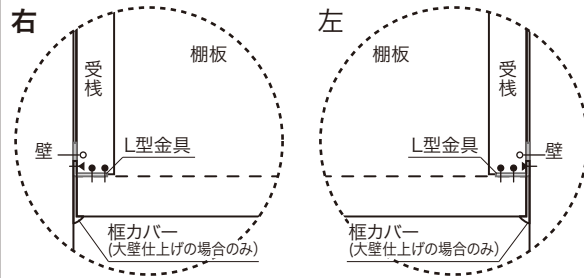 右
棚板
受桟
壁
L型金具
框カバー
(大壁仕上げの場合のみ)
左
棚板
受桟
L型金具
壁
框カバー
(大壁仕上げの場合のみ)